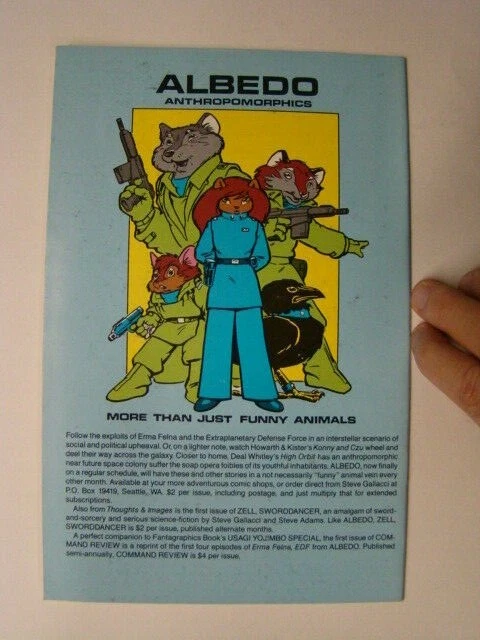 ALBEDO
ANTHROPOMORPHICS
MORE THAN JUST FUNNY ANIMALS
Follow the exploits of Erma Felna and the Extraplanetary Defense Force in an interstellar scenario of
social and political upheaval. Or, on a lighter note, watch Howarth & Kister's Konny and Czu wheel and
deel their way across the galaxy. Closer to home, Deal Whitley's High Orbit has an anthropomorphic
near future space colony suffer the soap opera foibles of its youthful inhabitants. ALBEDO, now finally
on a regular schedule, will have these and other stories in a not necessarily "funny" animal vein every
other month. Available at your more adventurous comic shops, or order direct from Steve Gallacci at
P.O. Box 19419, Seattle, WA. $2 per issue, including postage, and just multiply that for extended
subscriptions.
Also from Thoughts & Images is the first issue of ZELL, SWORDDANCER, an amalgam of sword-
and-sorcery and serious science-fiction by Steve Gallacci and Steve Adams. Like ALBEDO, ZELL,
SWORDDANCER is $2 per issue, published alternate months.
A perfect companion to Fantagraphics Book's USAGI YOJIMBO SPECIAL, the first issue of COM-
MAND REVIEW is a reprint of the first four episodes of Erma Felna, EDF from ALBEDO. Published
semi-annually, COMMAND REVIEW is $4 per issue.